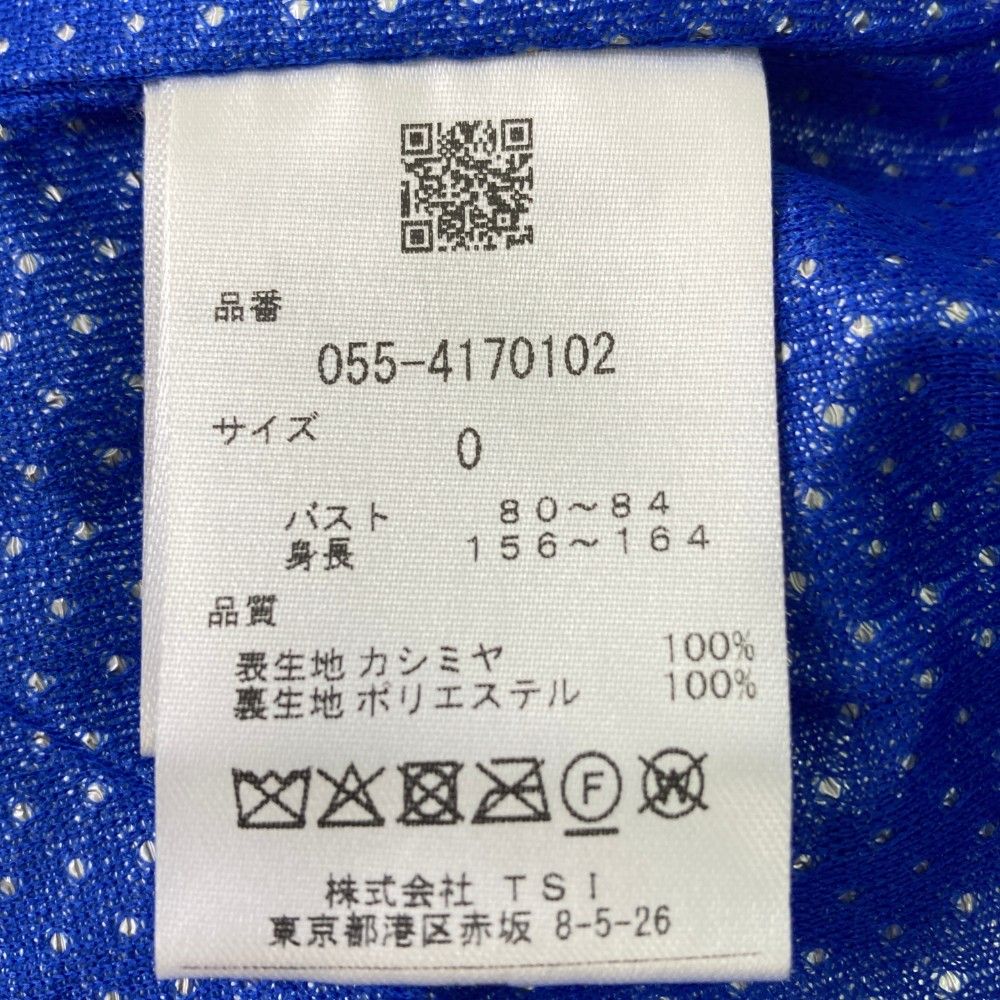 品番
055-4170102
サイズ
0
バスト 80～84
身長 156～164
品質
表生地 カシミヤ 100%
裏生地 ポリエステル 100%
F W
株式会社 TSI
東京都港区赤坂 8-5-26